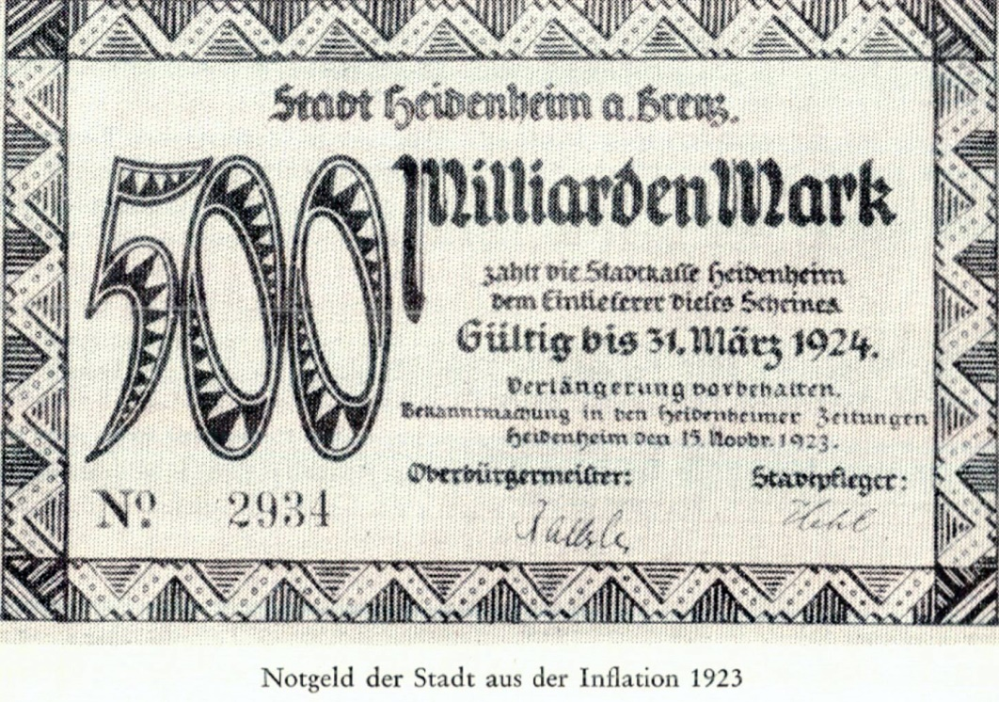 Stadt Heidenheim a. Brenz.
500 Milliarden Mark
zahlt die Stadtkasse Heidenheim
dem Einlieferer dieses Scheines
Gültig bis 31. März 1924.
Verlängerung vorbehalten.
Bekanntmachung in den Heidenheimer Zeitungen
Heidenheim den 15. Novbr. 1923.
Oberbürgermeister: Stadtpfleger:
No 2934
Notgeld der Stadt aus der Inflation 1923